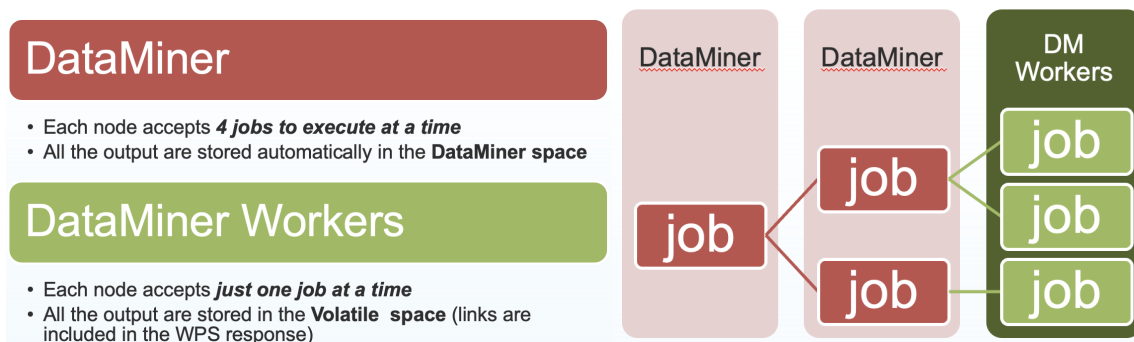 DataMiner
• Each node accepts 4 jobs to execute at a time
• All the output are stored automatically in the DataMiner space
DataMiner Workers
• Each node accepts just one job at a time
• All the output are stored in the Volatile space (links are
included in the WPS response)
DataMiner
job
DataMiner
job
job
DM
Workers
job
job
job